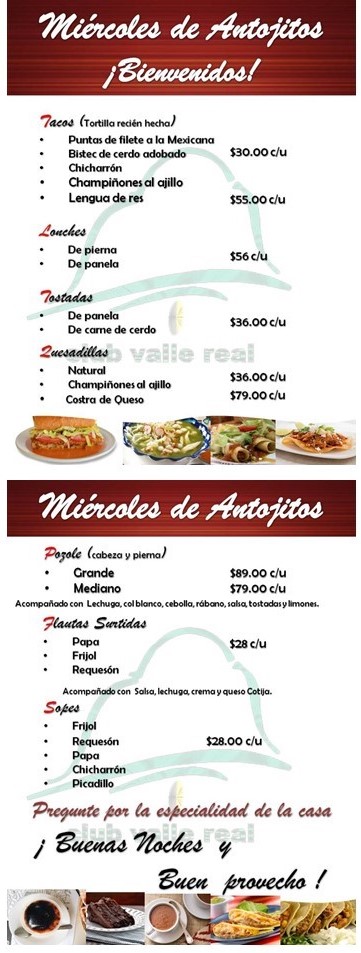 Miércoles de Antojitos
¡Bienvenidos!
Tacos (Tortilla recién hecha)
• Puntas de filete a la Mexicana
• Bistec de cerdo adobado $30.00 c/u
• Chicharrón
• Champiñones al ajillo
• Lengua de res $55.00 c/u
Lonches
• De pierna $56 c/u
• De panela
Tostadas
• De panela $36.00 c/u
• De carne de cerdo
club valle real
Quesadillas
• Natural $36.00 c/u
• Champiñones al ajillo
• Costra de Queso $79.00 c/u
Miércoles de Antojitos
Pozole (cabeza y pierna)
• Grande $89.00 c/u
• Mediano $79.00 c/u
Acompañado con Lechuga, col blanco, cebolla, rábano, salsa, tostadas y limones.
Flautas Surtidas
• Papa $28 c/u
• Frijol
• Requesón
Acompañado con Salsa, lechuga, crema y queso Cotija.
Sopes
• Frijol
• Requesón $28.00 c/u
• Papa
• Chicharrón
• Picadillo
Pregunte por la especialidad de la casa
club valle real
¡ Buenas Noches y
Buen provecho !